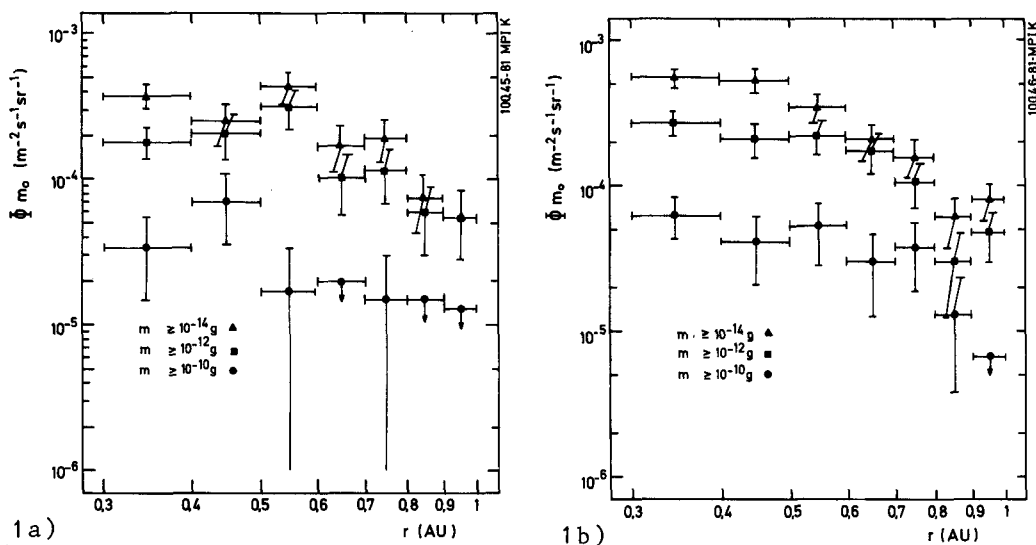 10⁻³
10⁻⁴
10⁻⁵
10⁻⁶
Φ̄ m₀ (m⁻²s⁻¹sr⁻¹)
m ≥ 10⁻¹⁴g ▲
m ≥ 10⁻¹²g ■
m ≥ 10⁻¹⁰g ●
0,3 0,4 0,5 0,6 0,7 0,8 0,9 1
r (AU)
100.45-81 MPI K
1a)
10⁻³
10⁻⁴
10⁻⁵
10⁻⁶
Φ̄ m₀ (m⁻²s⁻¹sr⁻¹)
m . ≥ 10⁻¹⁴g ▲
m ≥ 10⁻¹²g ■
m ≥ 10⁻¹⁰g ●
0,3 0,4 0,5 0,6 0,7 0,8 0,9 1
r (AU)
100.46-81-MPI K
1b)